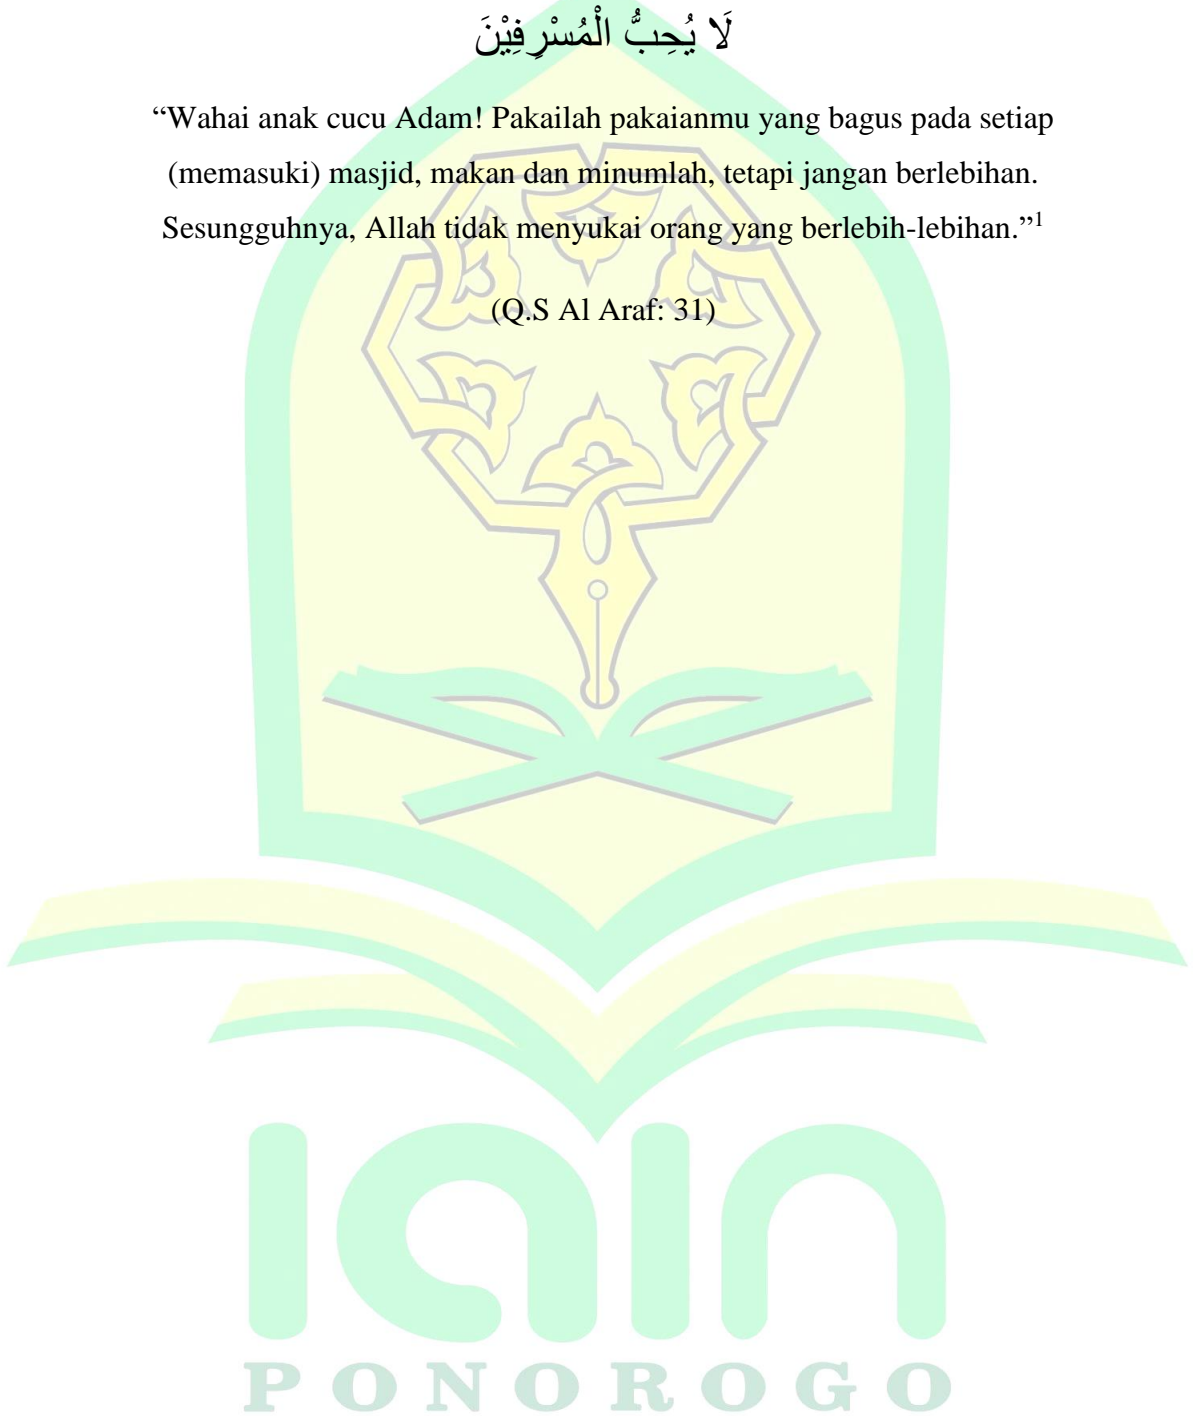 لَا يُحِبُّ الْمُسْرِفِيْنَ
“Wahai anak cucu Adam! Pakailah pakaianmu yang bagus pada setiap
(memasuki) masjid, makan dan minumlah, tetapi jangan berlebihan.
Sesungguhnya, Allah tidak menyukai orang yang berlebih-lebihan.”1
(Q.S Al Araf: 31)
iain
PONOROGO